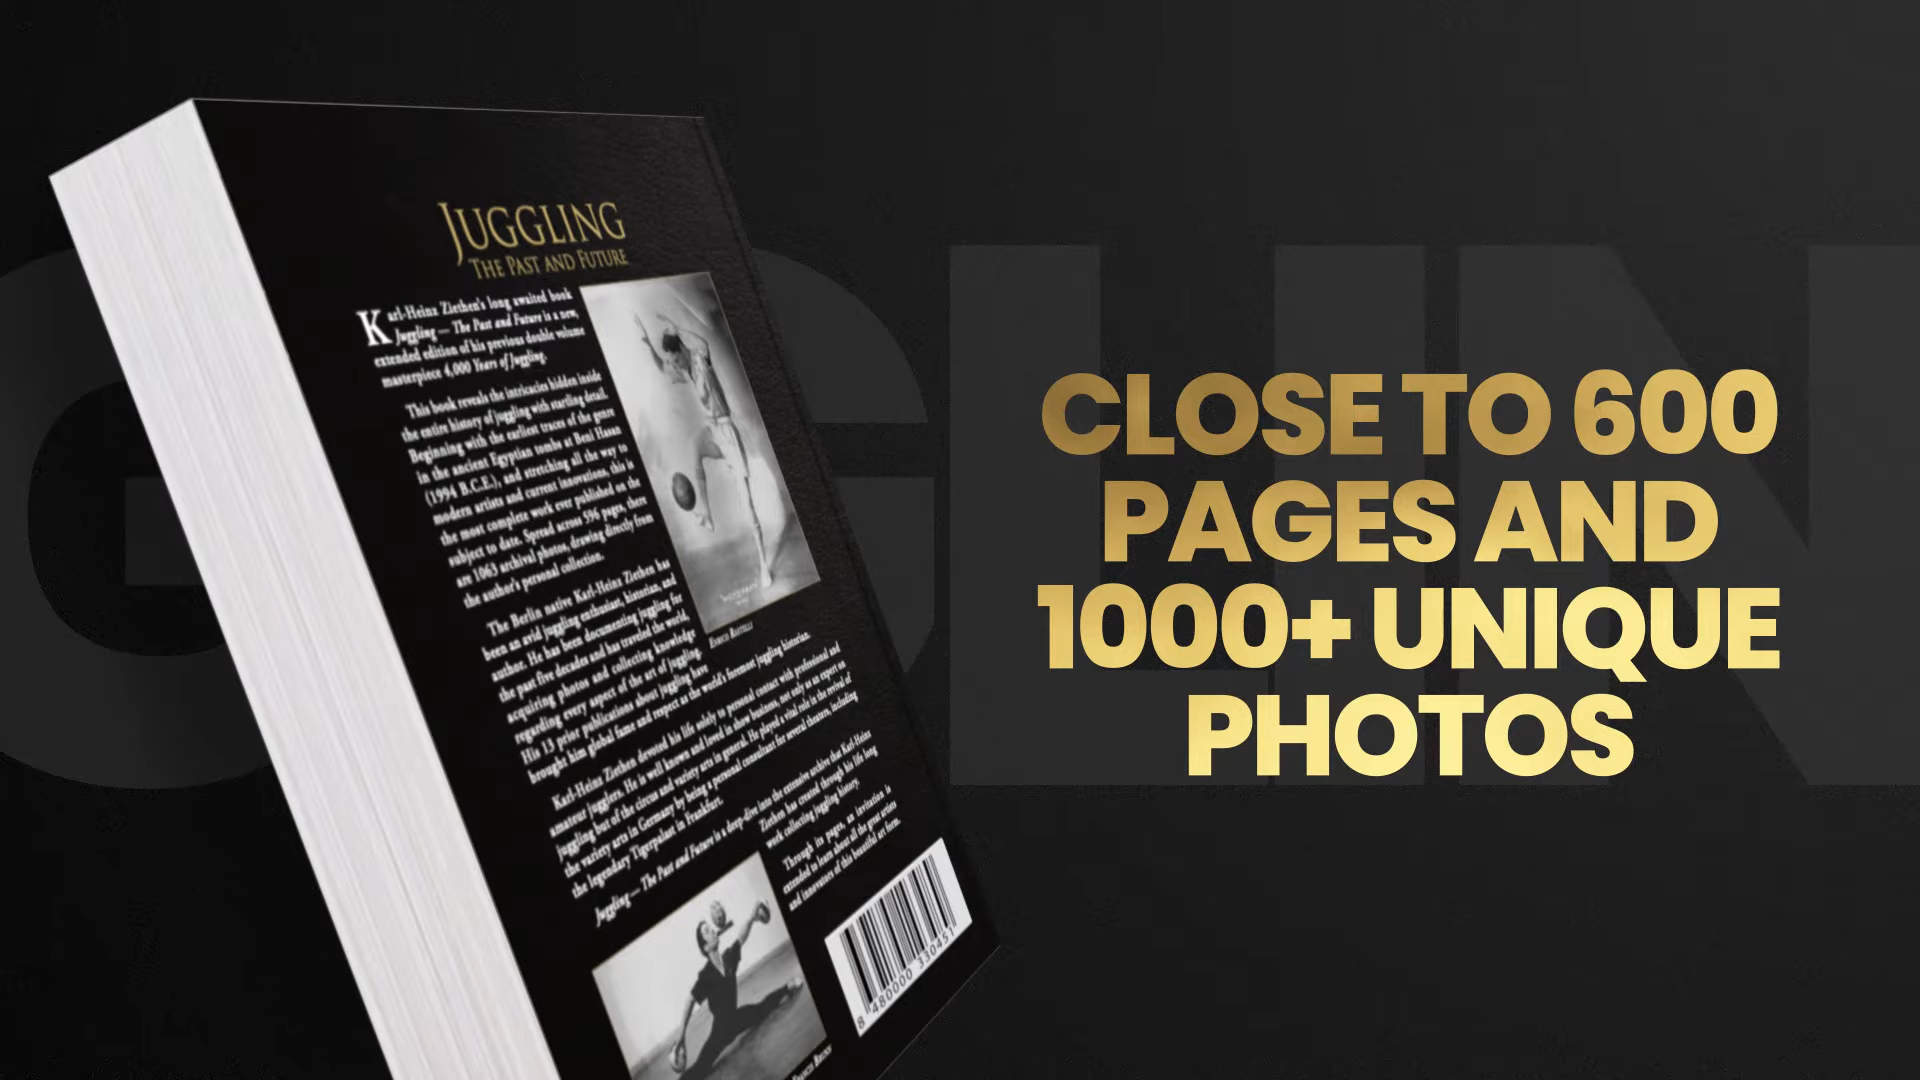 JUGGLING
THE PAST AND FUTURE
Karl-Heinz Ziethen's long awaited book
Juggling — The Past and Future is a new,
extended edition of his previous double volume
masterpiece 4,000 Years of Juggling.
This book reveals the intricacies hidden inside
the entire history of juggling with startling detail.
Beginning with the earliest traces of the genre
in the ancient Egyptian tombs at Beni Hasan
(1994 B.C.E.), and stretching all the way to
modern artists and current innovations, this is
the most complete work ever published on the
subject to date. Spread across 596 pages, there
are 1063 archival photos, drawing directly from
the author's personal collection.
ENRICO RASTELLI
The Berlin native Karl-Heinz Ziethen has
been an avid juggling enthusiast, historian, and
author. He has been documenting juggling for
the past five decades and has traveled the world,
acquiring photos and collecting knowledge
regarding every aspect of the art of juggling.
His 13 prior publications about juggling have
brought him global fame and respect as the world's foremost juggling historian.
Karl-Heinz Ziethen devoted his life solely to personal contact with professional and
amateur jugglers. He is well known and loved in show business, not only as an expert on
juggling but of the circus and variety arts in general. He played a vital role in the revival of
the variety arts in Germany by being a personal consultant for several theaters, including
the legendary Tigerpalast in Frankfurt.
Juggling — The Past and Future is a deep-dive into the extensive archive that Karl-Heinz
Ziethen has created through his life long
work collecting juggling history.
Through its pages, an invitation is
extended to learn about all the great artists
and innovators of this beautiful art form.
FRANCIS BRUNN
8 480000 330451
CLOSE TO 600
PAGES AND
1000+ UNIQUE
PHOTOS